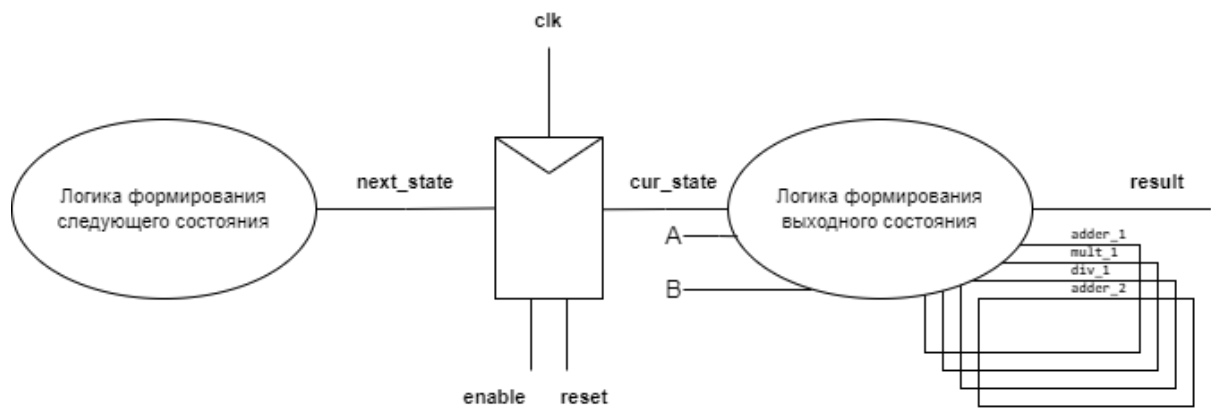 clk
Логика формирования
следующего состояния
next_state
cur_state
Логика формирования
выходного состояния
result
A
B
adder_1
mult_1
div_1
adder_2
enable
reset